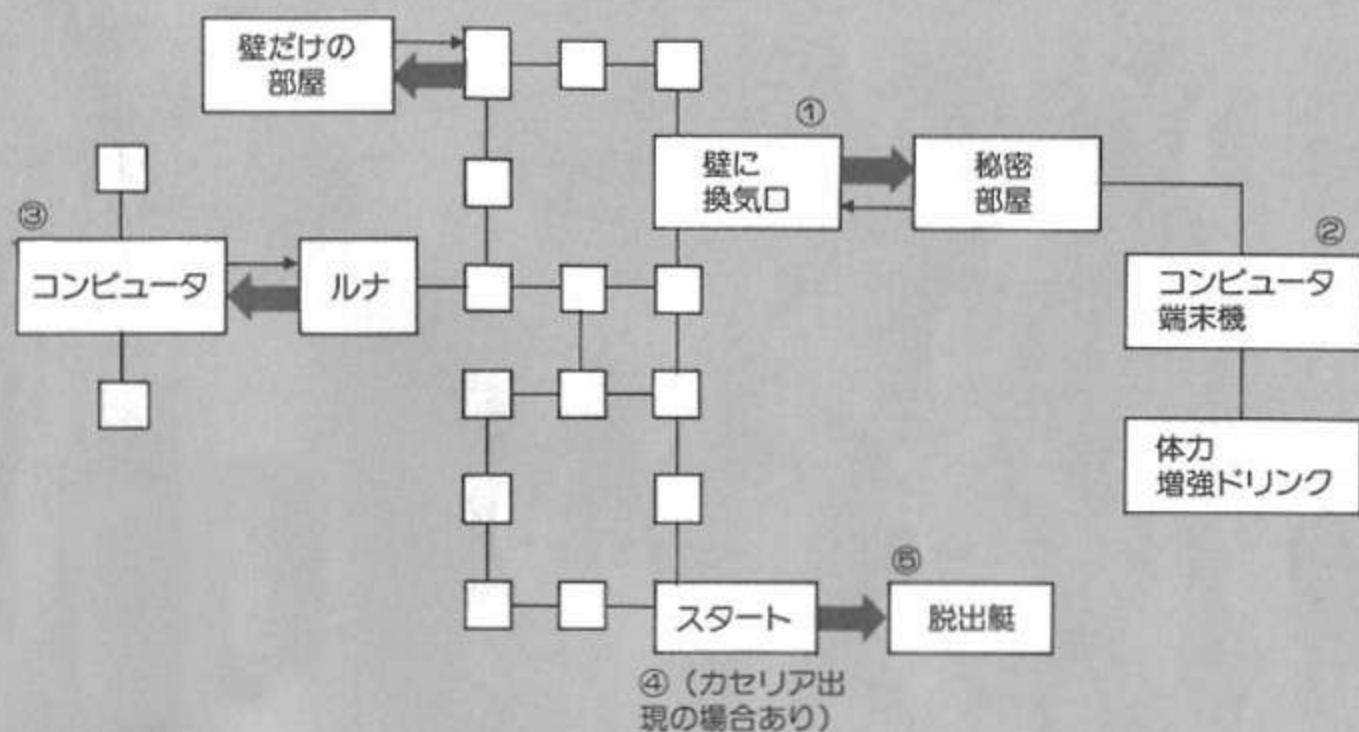 壁だけの
部屋
①
壁に
換気口
秘密
部屋
③
コンピュータ
ルナ
②
コンピュータ
端末機
体力
増強ドリンク
スタート
⑤
脱出艇
④（カセリア出
現の場合あり）